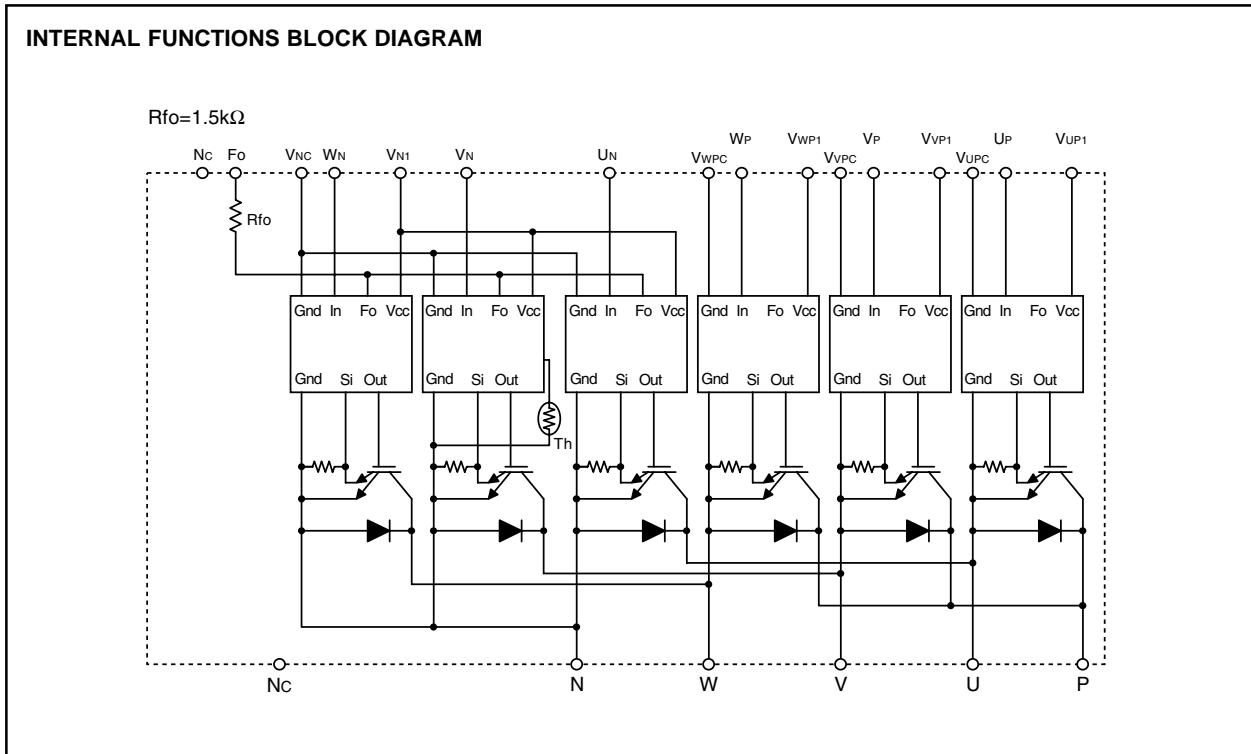 INTERNAL FUNCTIONS BLOCK DIAGRAM
Rfo=1.5kΩ
NC Fo VNC WN VN1 VN UN VWPC WP VWP1 VVPC VP VVP1 VUPC UP VUP1
Rfo
Gnd In Fo Vcc Gnd In Fo Vcc Gnd In Fo Vcc Gnd In Fo Vcc Gnd In Fo Vcc Gnd In Fo Vcc
Gnd Si Out Gnd Si Out Gnd Si Out Gnd Si Out Gnd Si Out Gnd Si Out
Th
NC N W V U P